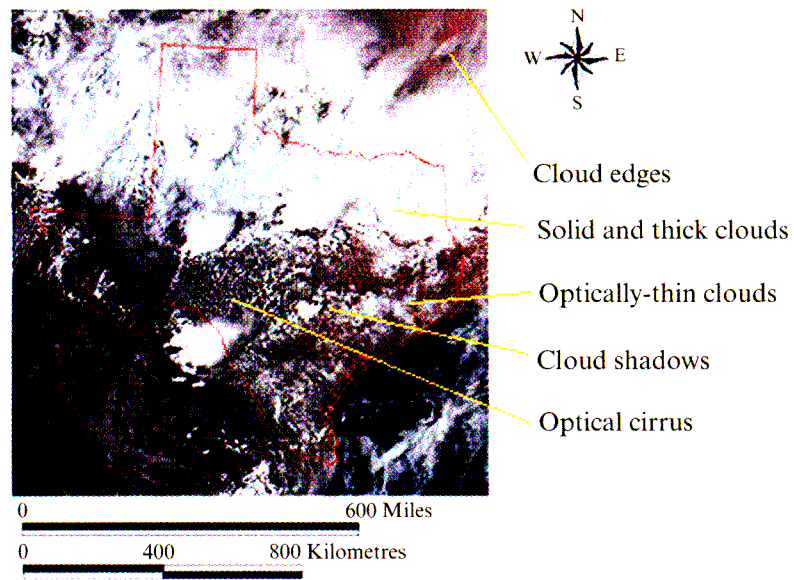 N
W E
S
Cloud edges
Solid and thick clouds
Optically-thin clouds
Cloud shadows
Optical cirrus
0 600 Miles
0 400 800 Kilometres